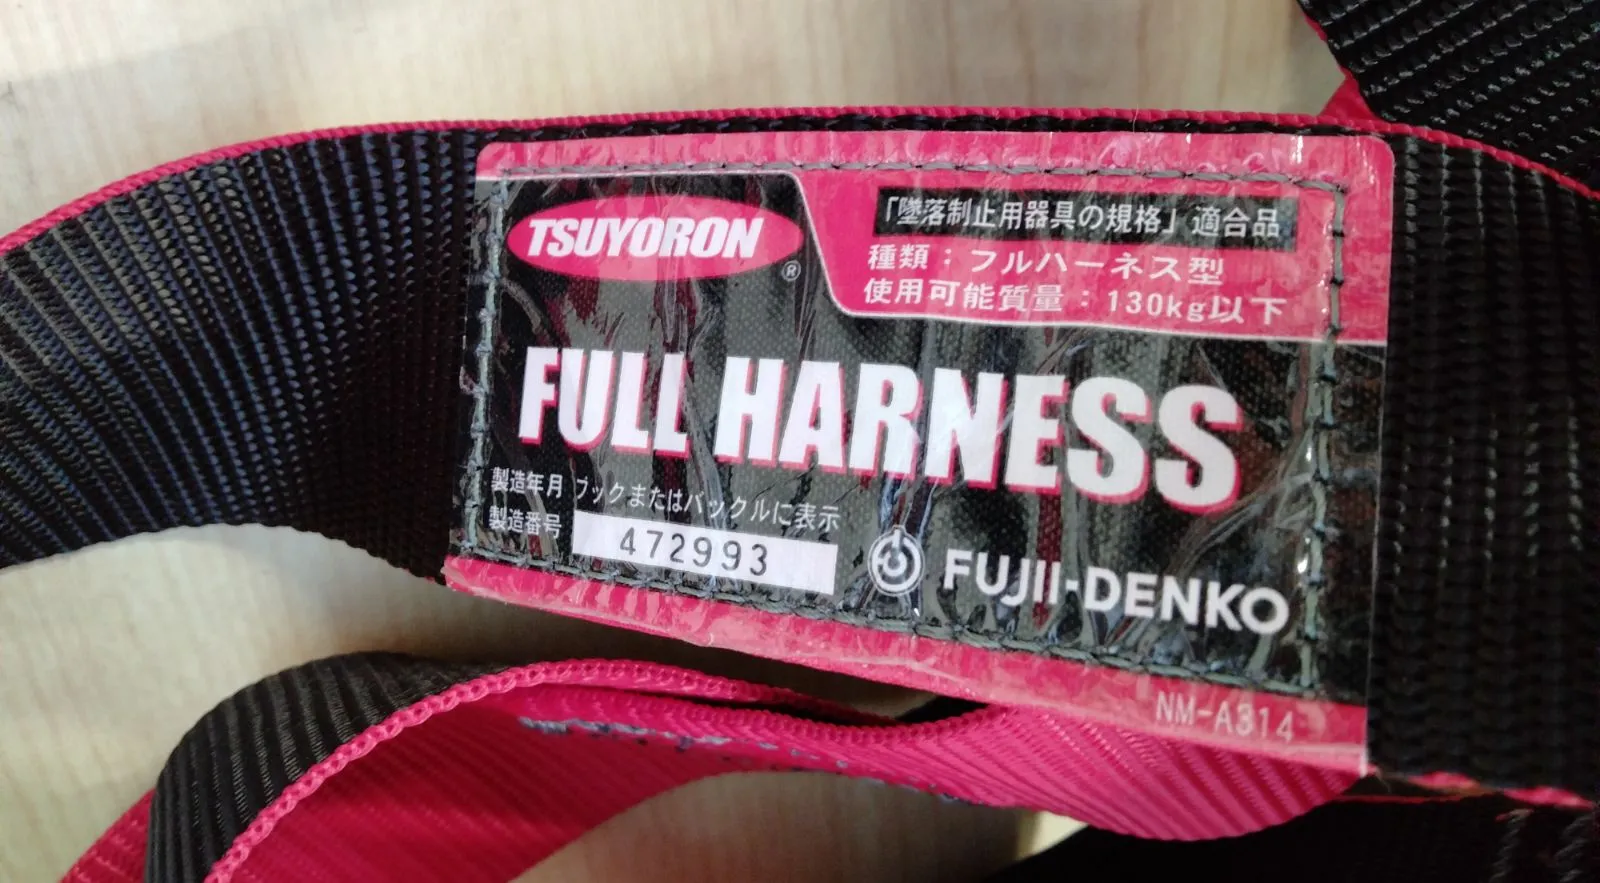 TSUYORON
®
「墜落制止用器具の規格」適合品
種類：フルハーネス型
使用可能質量：130kg以下
FULL HARNESS
製造年月 フックまたはバックルに表示
製造番号 472993
FUJII-DENKO
NM-A314